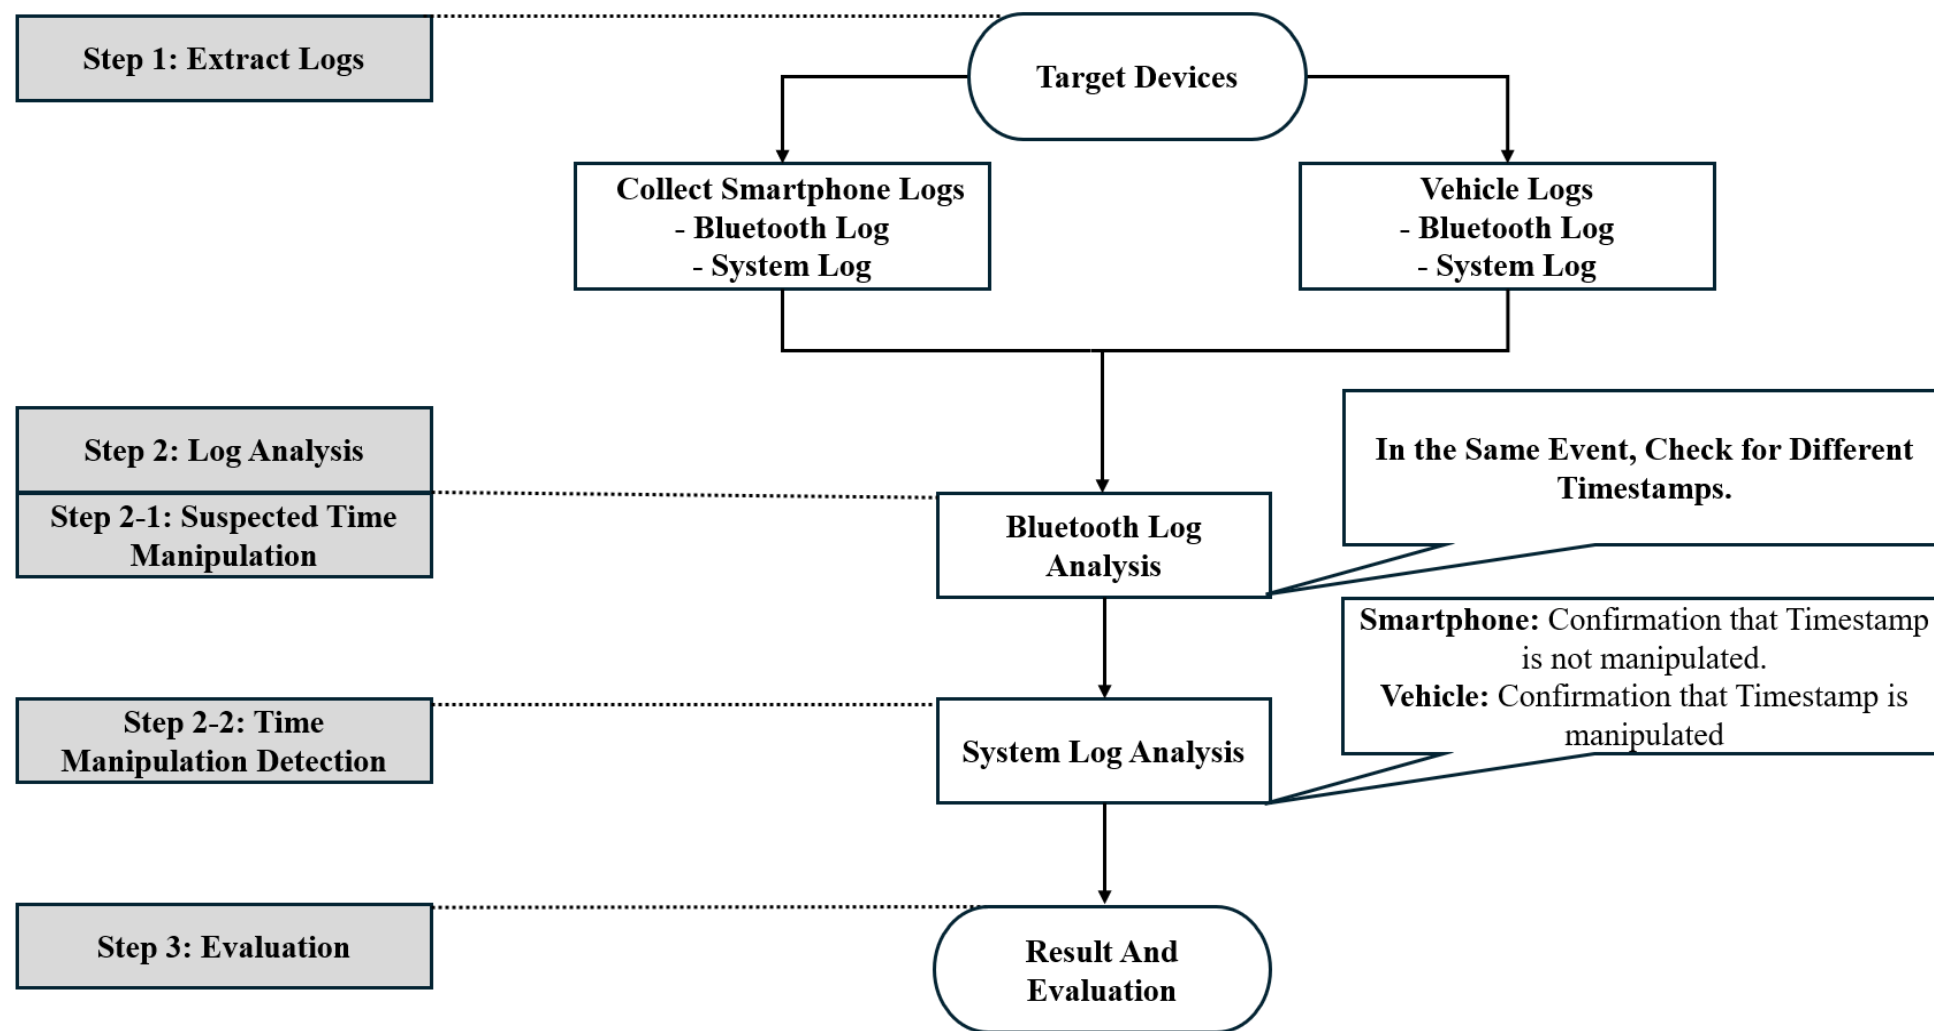 Step 1: Extract Logs
Target Devices
Collect Smartphone Logs
- Bluetooth Log
- System Log
Vehicle Logs
- Bluetooth Log
- System Log
Step 2: Log Analysis
Step 2-1: Suspected Time
Manipulation
Bluetooth Log
Analysis
In the Same Event, Check for Different
Timestamps.
Step 2-2: Time
Manipulation Detection
System Log Analysis
Smartphone: Confirmation that Timestamp
is not manipulated.
Vehicle: Confirmation that Timestamp is
manipulated
Step 3: Evaluation
Result And
Evaluation